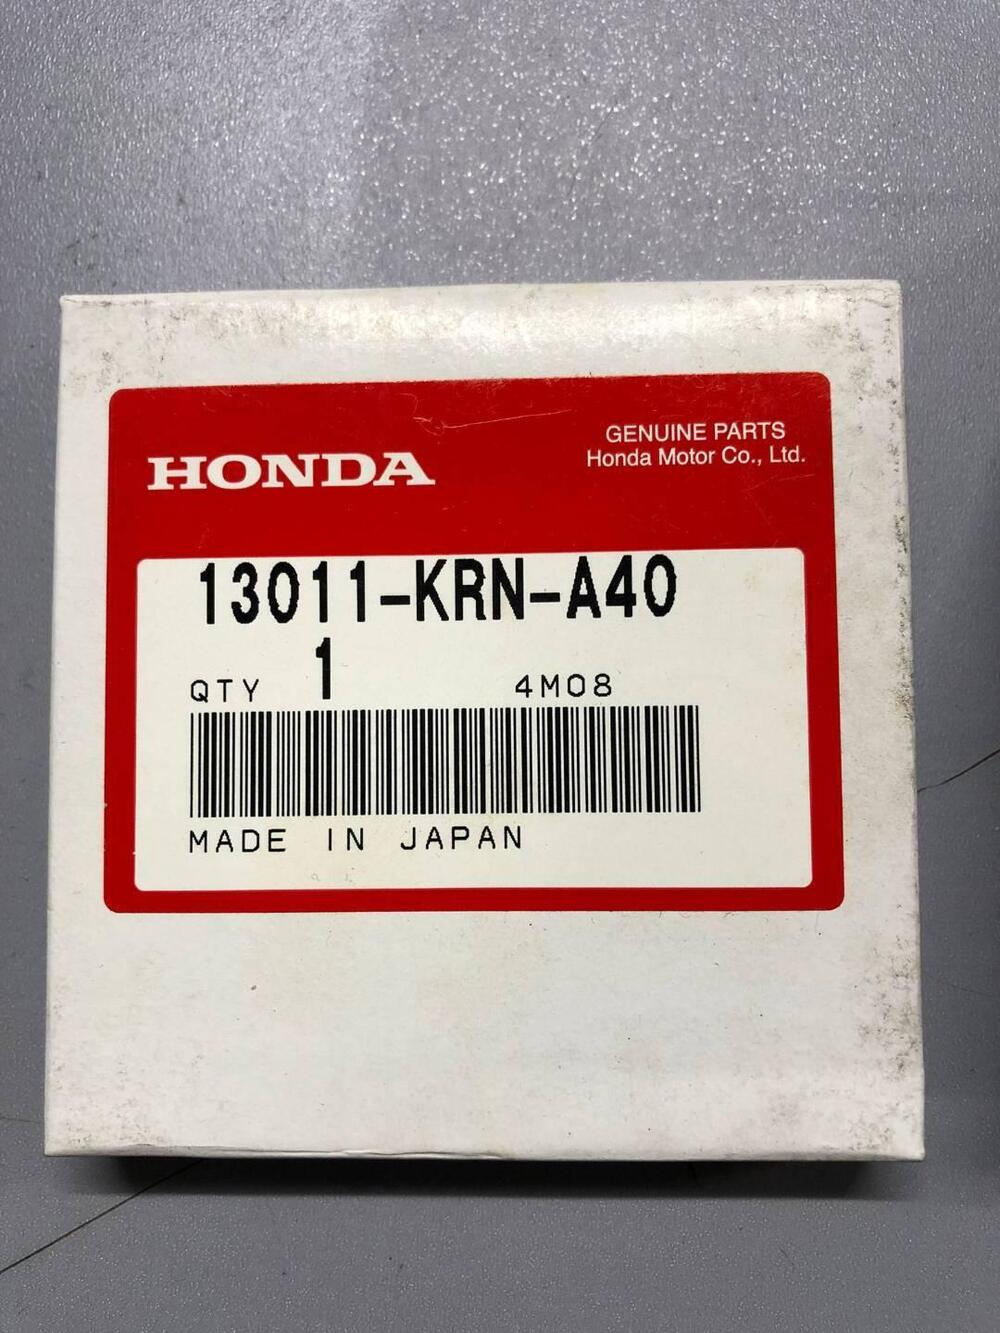 HONDA
GENUINE PARTS
Honda Motor Co., Ltd.
13011-KRN-A40
QTY 1 4M08
MADE IN JAPAN